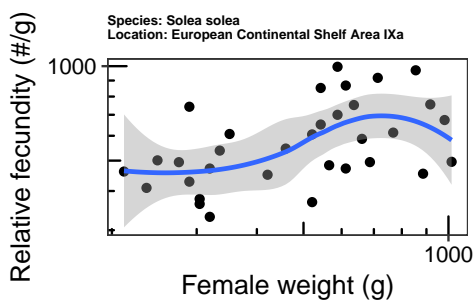 Species: Solea solea
Location: European Continental Shelf Area IXa
Relative fecundity (#/g)
1000
1000
Female weight (g)